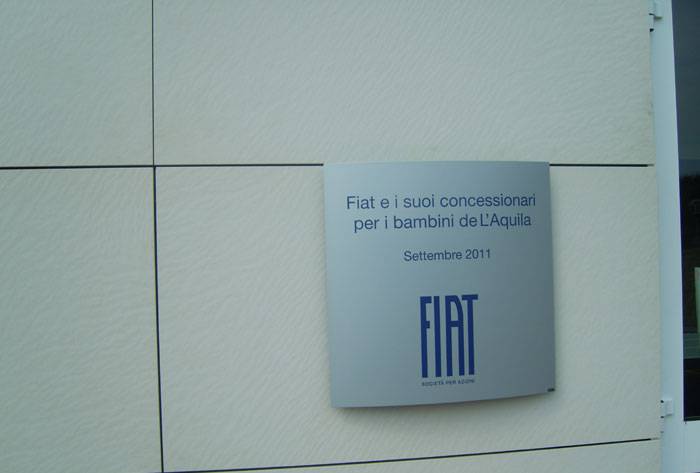 Fiat e i suoi concessionari
per i bambini de L'Aquila
Settembre 2011
FIAT
SOCIETÀ PER AZIONI